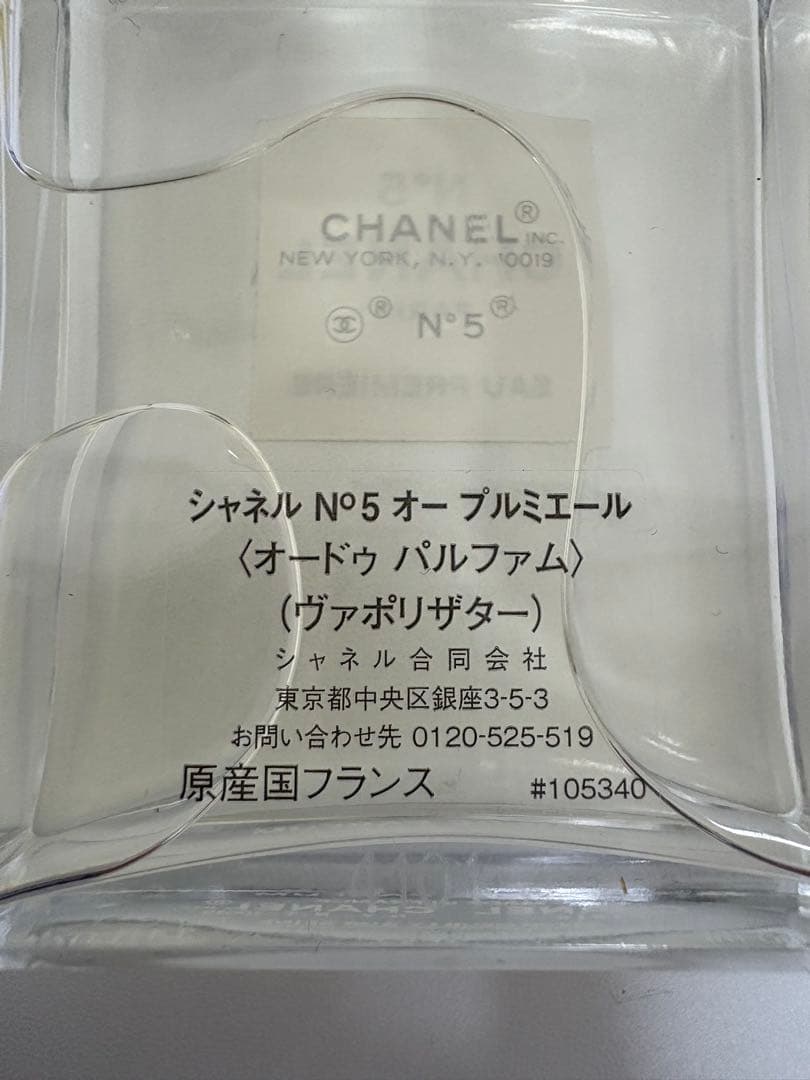 CHANEL® INC.
NEW YORK, N.Y. 10019
® N°5®
シャネル Nº5 オー プルミエール
〈オードゥ パルファム〉
(ヴァポリザター)
シャネル合同会社
東京都中央区銀座3-5-3
お問い合わせ先 0120-525-519
原産国フランス #105340